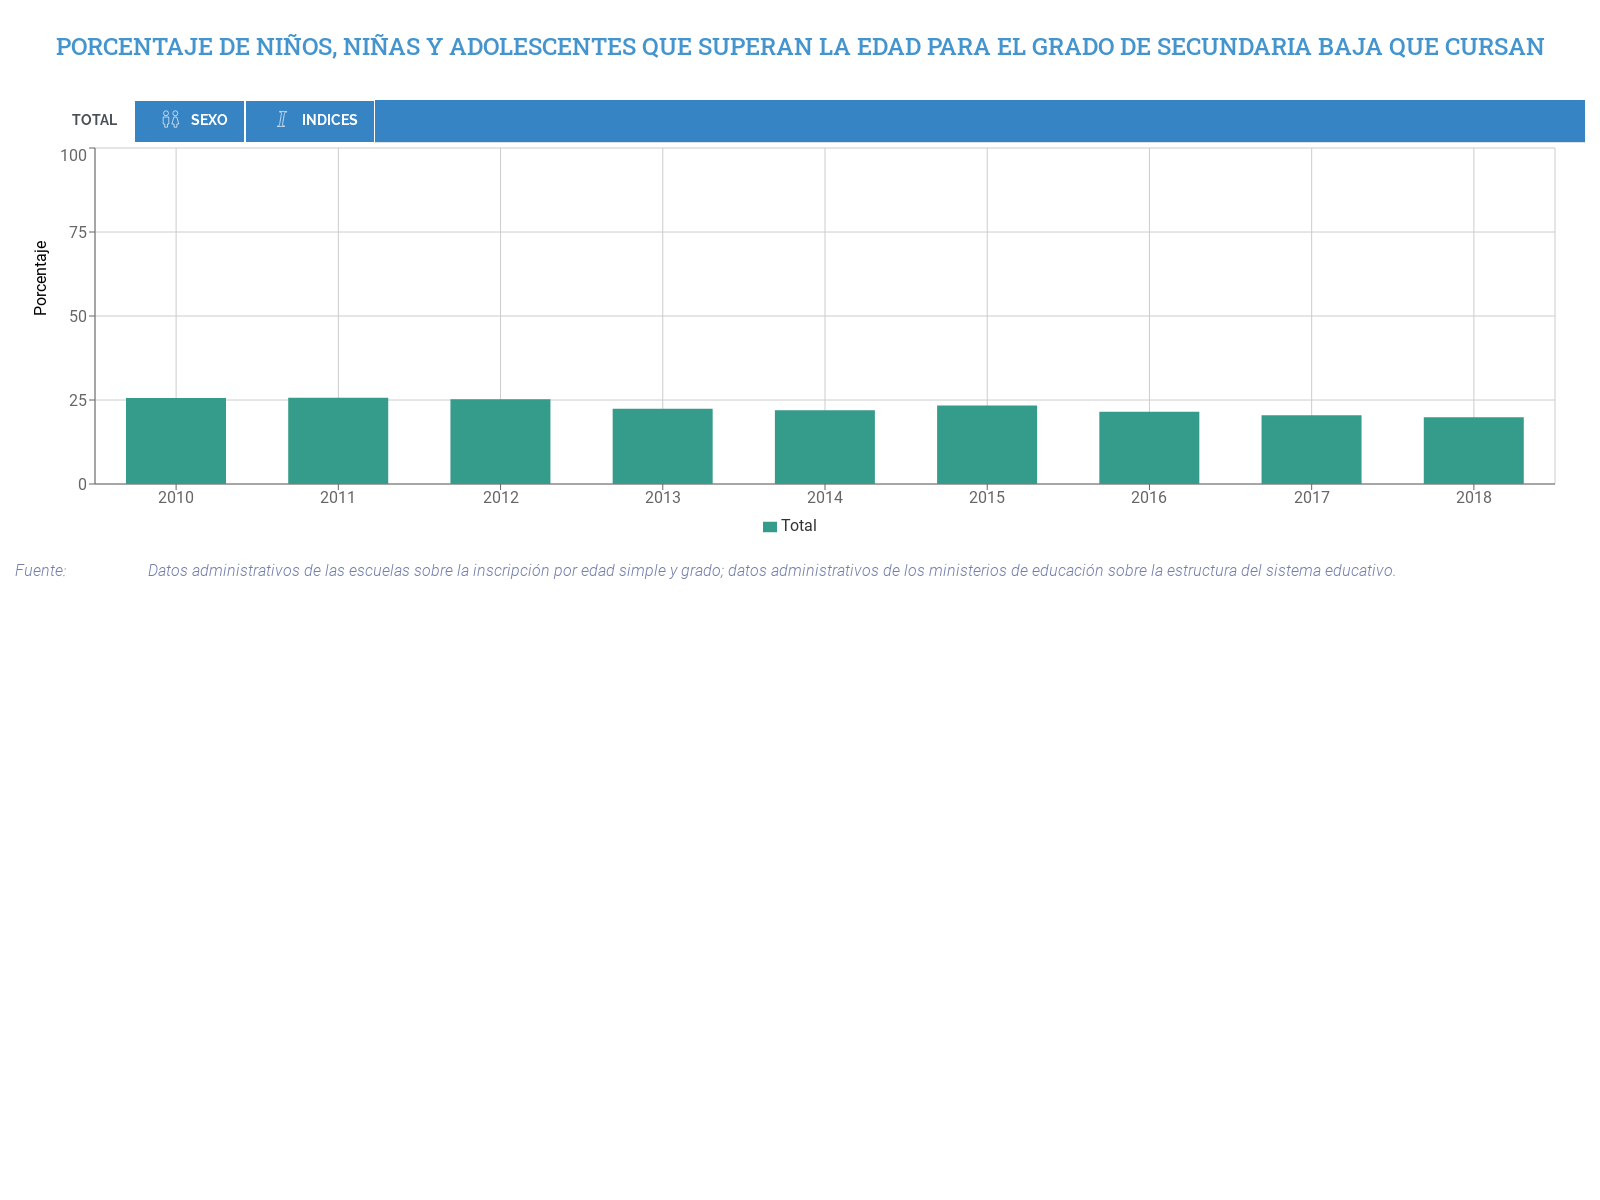 PORCENTAJE DE NIÑOS, NIÑAS Y ADOLESCENTES QUE SUPERAN LA EDAD PARA EL GRADO DE SECUNDARIA BAJA QUE CURSAN
TOTAL SEXO INDICES
100
75
50
25
0
Porcentaje
2010 2011 2012 2013 2014 2015 2016 2017 2018
Total
Fuente: Datos administrativos de las escuelas sobre la inscripción por edad simple y grado; datos administrativos de los ministerios de educación sobre la estructura del sistema educativo.